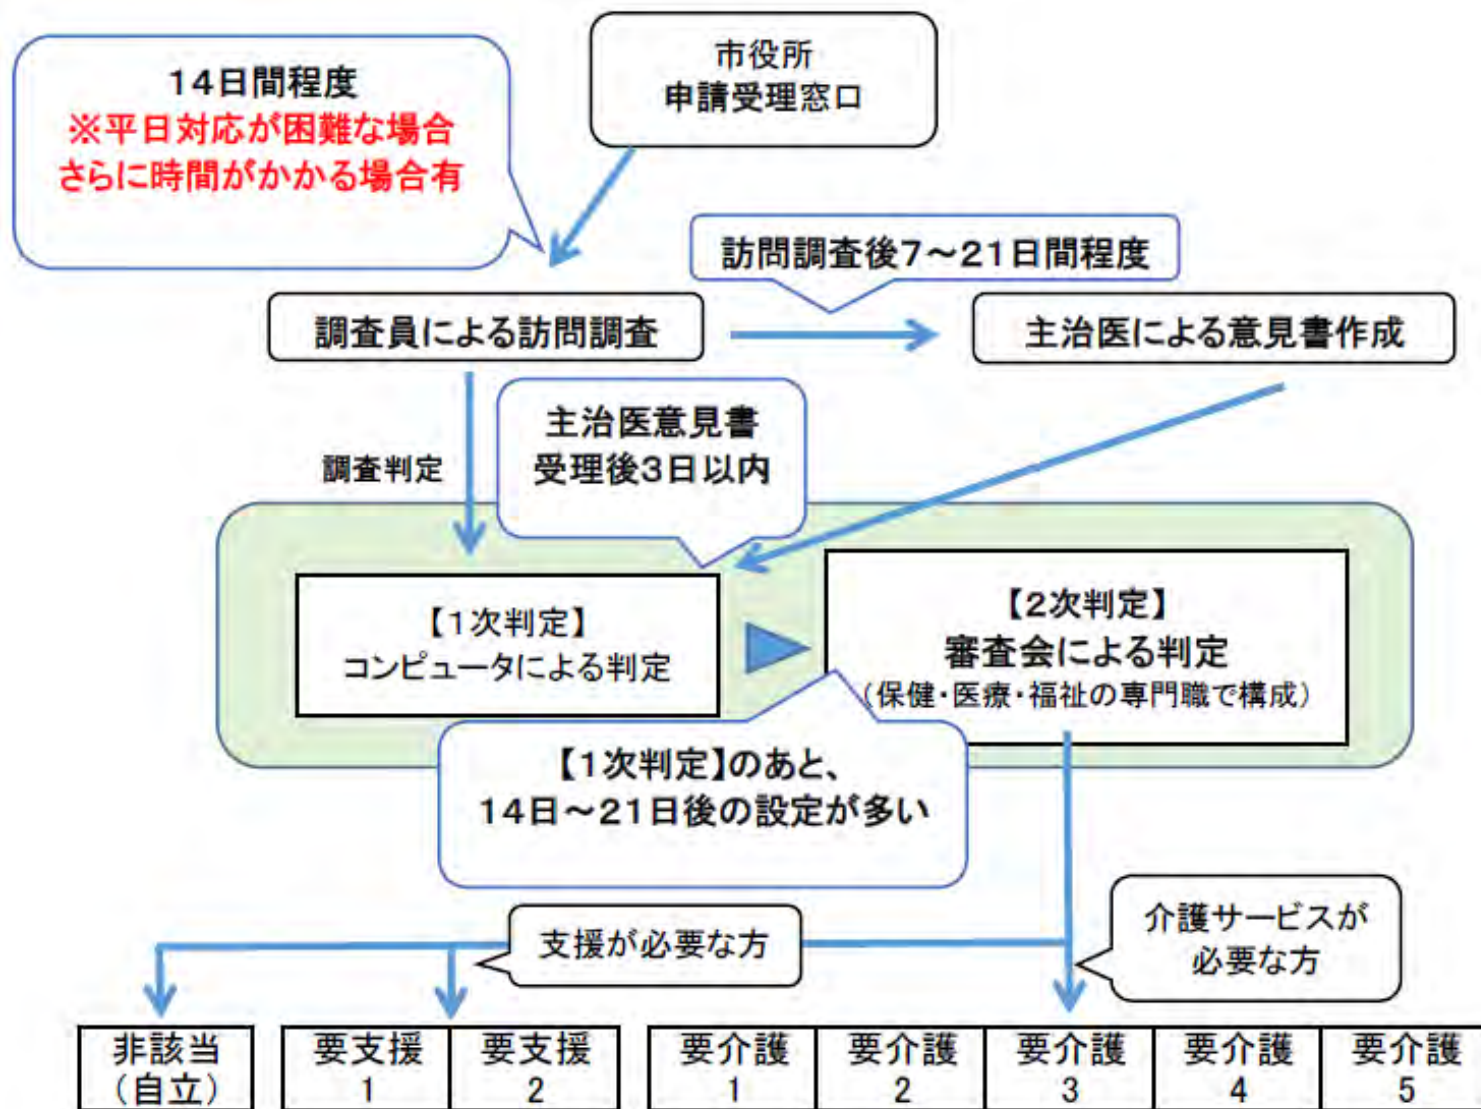 14日間程度
※平日対応が困難な場合
さらに時間がかかる場合有
市役所
申請受理窓口
訪問調査後7~21日間程度
調査員による訪問調査
主治医による意見書作成
主治医意見書
受理後3日以内
調査判定
【1次判定】
コンピュータによる判定
【2次判定】
審査会による判定
(保健・医療・福祉の専門職で構成)
【1次判定】のあと、
14日~21日後の設定が多い
支援が必要な方
介護サービスが
必要な方
非該当
(自立)
要支援
1
要支援
2
要介護
1
要介護
2
要介護
3
要介護
4
要介護
5